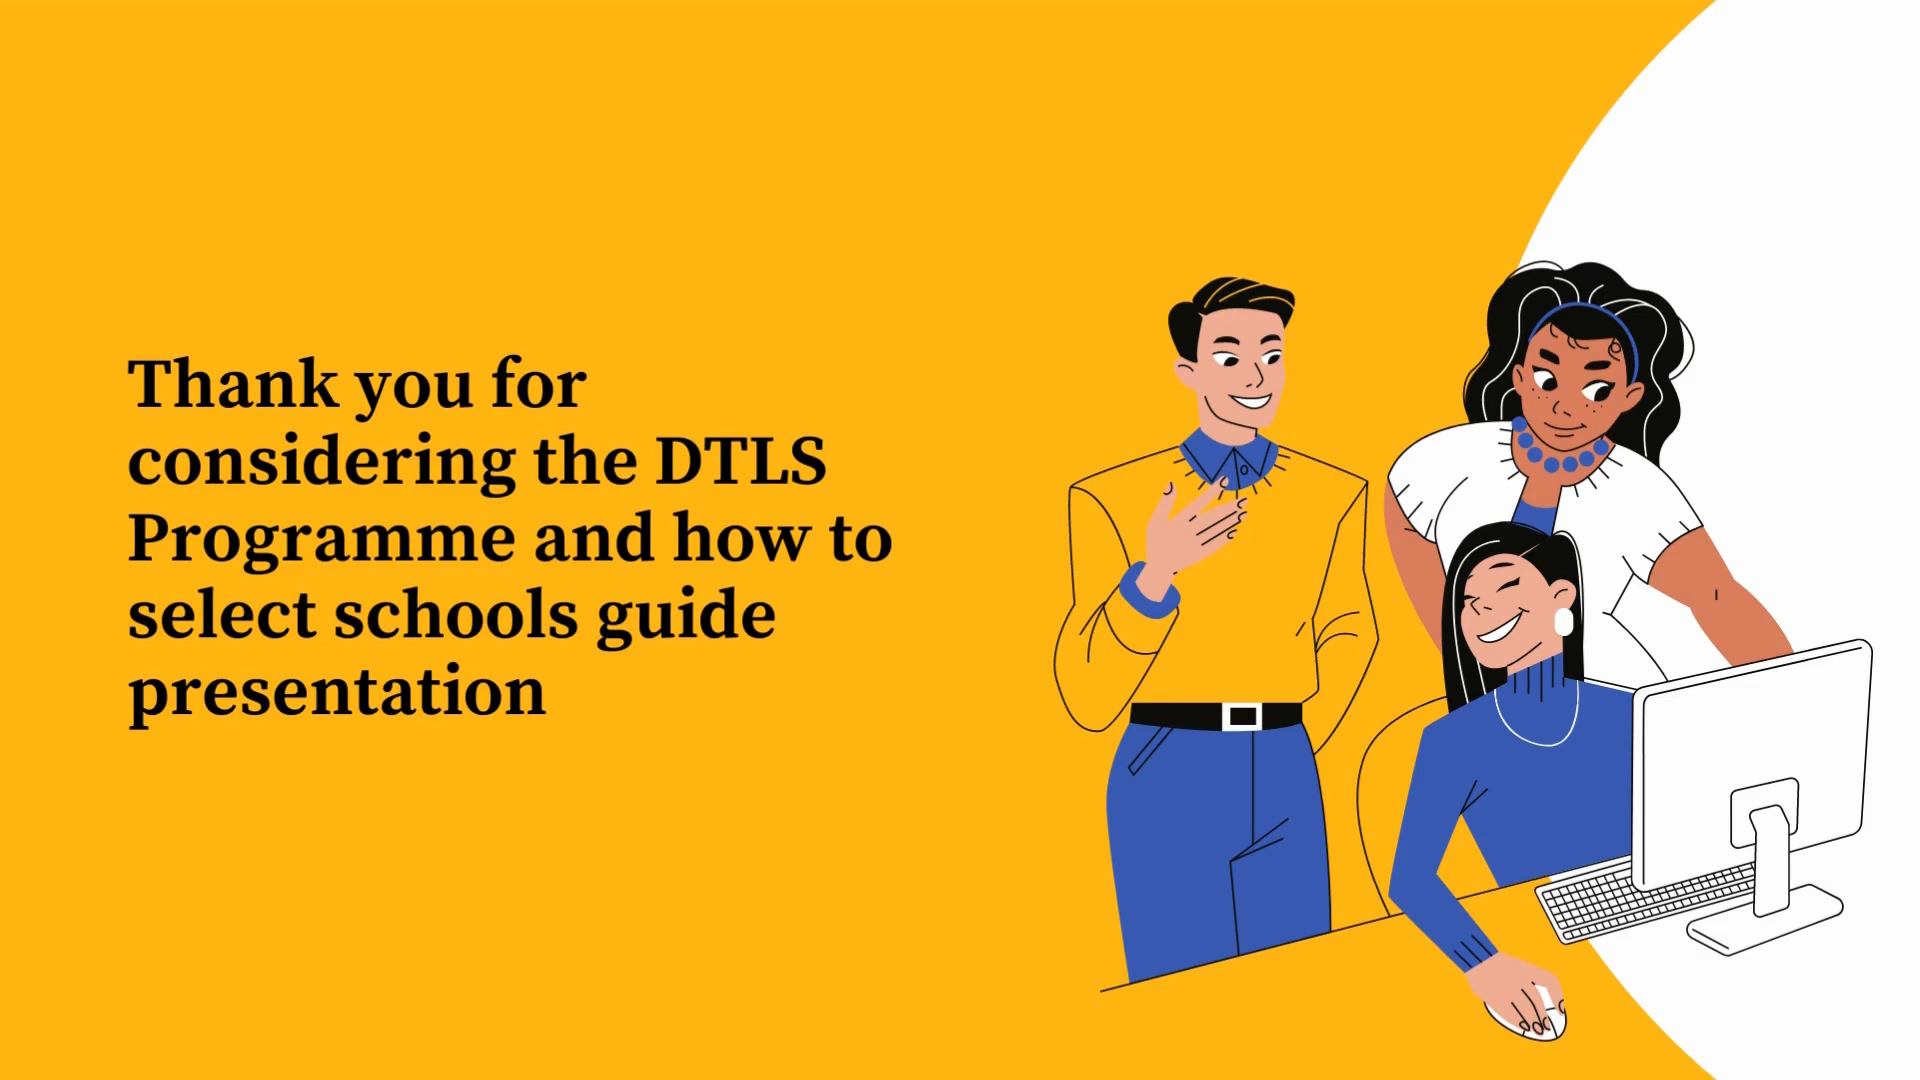 Thank you for
considering the DTLS
Programme and how to
select schools guide
presentation